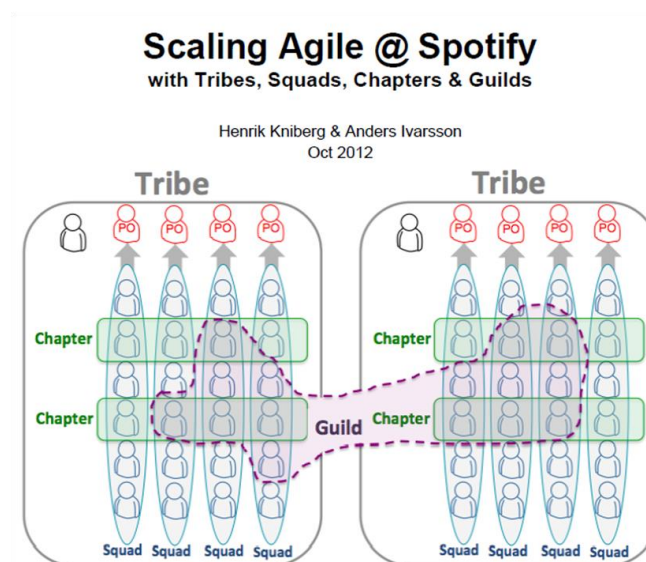 Scaling Agile @ Spotify
with Tribes, Squads, Chapters & Guilds
Henrik Kniberg & Anders Ivarsson
Oct 2012
Tribe Tribe
PO PO PO PO PO PO PO PO
Chapter Chapter
Chapter Guild Chapter
Squad Squad Squad Squad Squad Squad Squad Squad